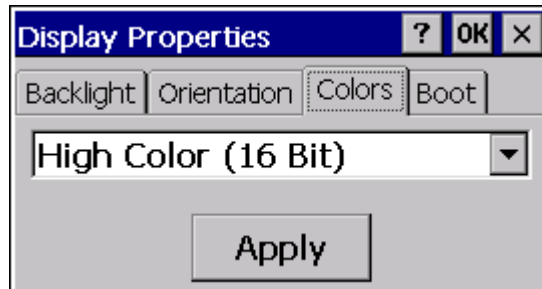 Display Properties ? OK ×
Backlight Orientation Colors Boot
High Color (16 Bit)
Apply